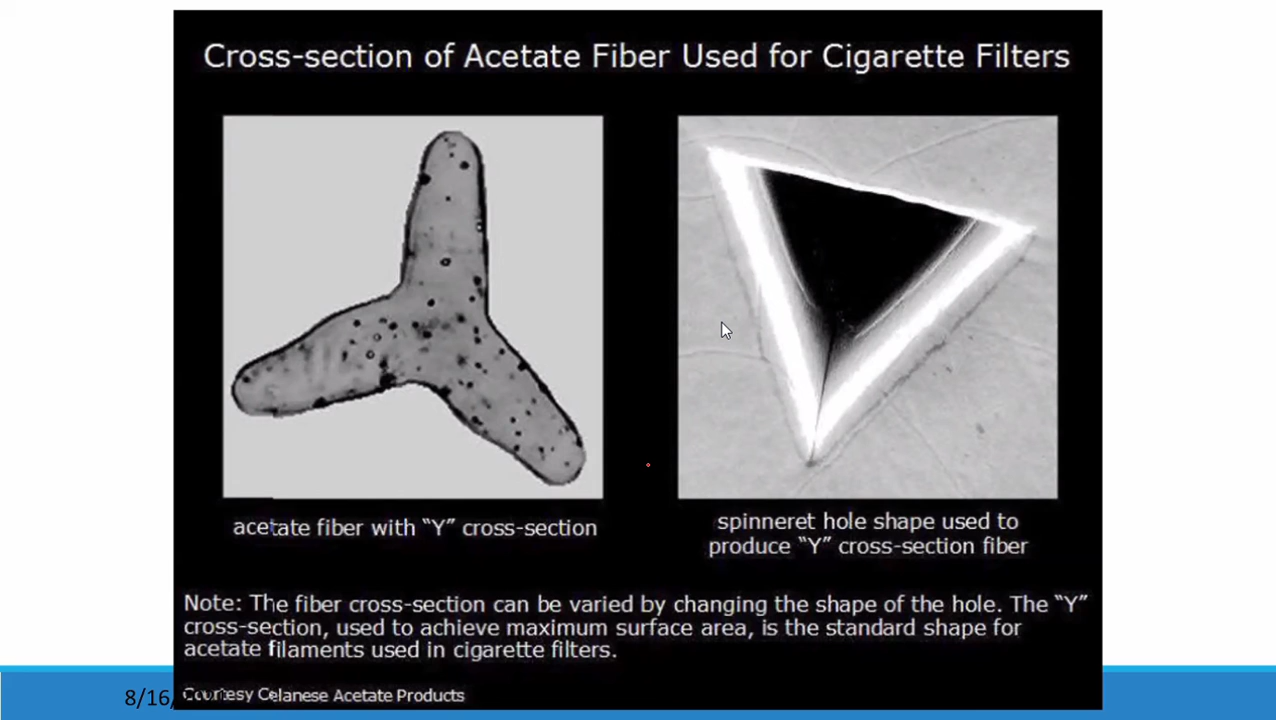 Cross-section of Acetate Fiber Used for Cigarette Filters
acetate fiber with “Y” cross-section
spinneret hole shape used to
produce “Y” cross-section fiber
Note: The fiber cross-section can be varied by changing the shape of the hole. The “Y”
cross-section, used to achieve maximum surface area, is the standard shape for
acetate filaments used in cigarette filters.
8/16/
Courtesy Celanese Acetate Products